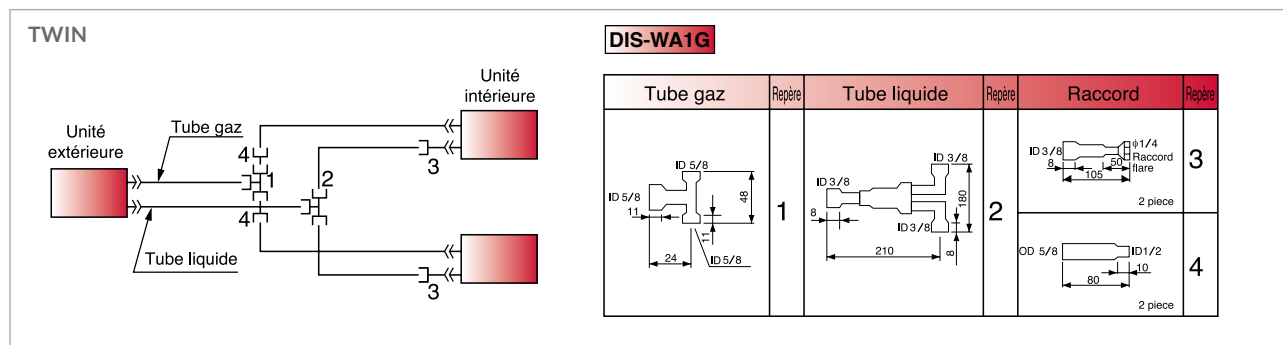 TWIN
Unité
extérieure
Tube gaz
Tube liquide
4
1
4
2
3
3
Unité
intérieure
DIS-WA1G
Tube gaz
Repère
Tube liquide
Repère
Raccord
Repère
ID 5/8
ID 5/8
11
48
11
24
ID 5/8
1
ID 3/8
ID 3/8
8
180
ID 3/8
8
210
2
ID 3/8
8
50
105
φ1/4
Raccord
flare
2 piece
3
OD 5/8
ID1/2
10
80
2 piece
4